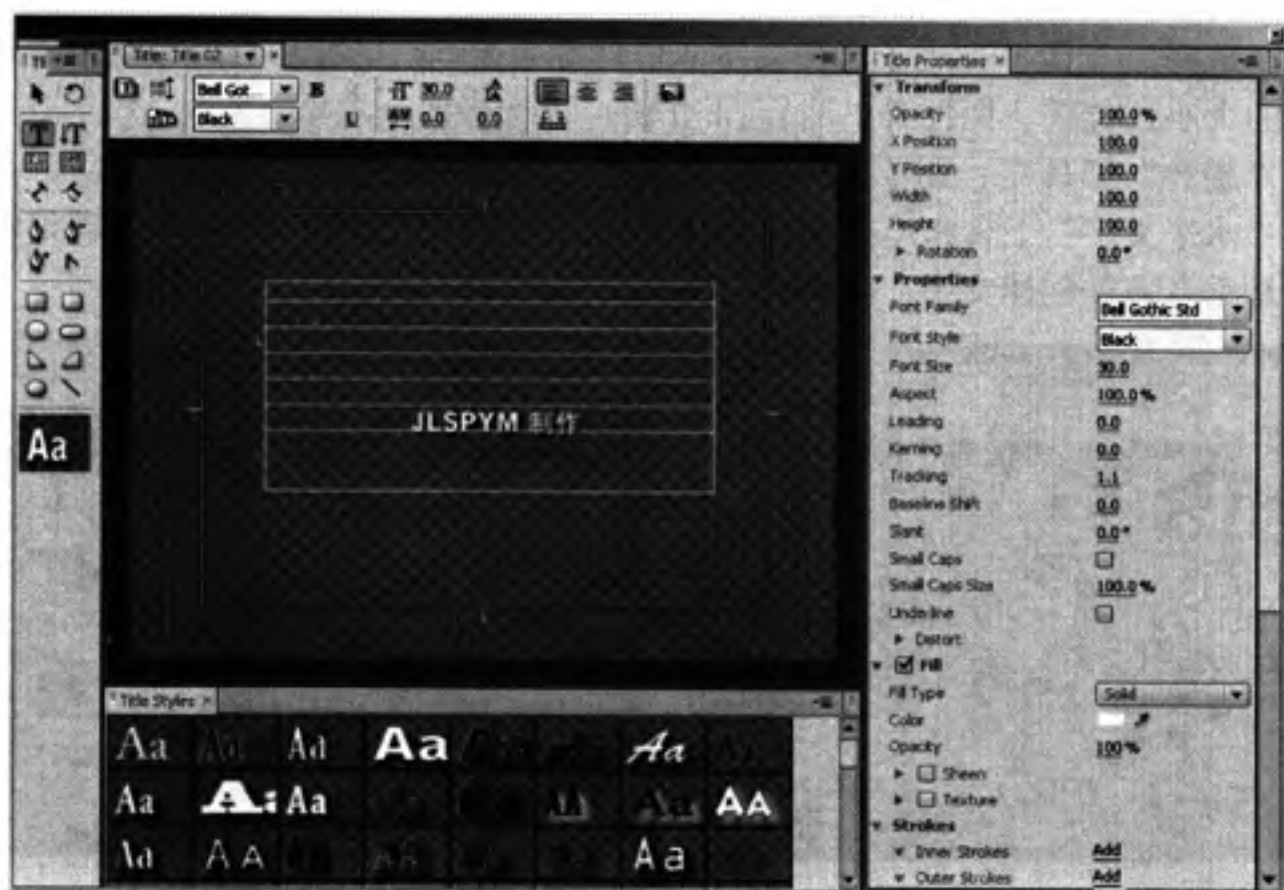 Title: Title 02
Bell Got...
B
30.0
Black
U
0.0
0.0
T
JLSPYM 制作
Aa
Title Styles
Aa
Aa
Aa
Aa
Aa
Aa
AA
Aa
AA
Aa
Title Properties
Transform
Opacity 100.0 %
X Position 100.0
Y Position 100.0
Width 100.0
Height 100.0
Rotation 0.0 °
Properties
Font Family Bell Gothic Std
Font Style Black
Font Size 30.0
Aspect 100.0 %
Leading 0.0
Kerning 0.0
Tracking 1.1
Baseline Shift 0.0
Slant 0.0 °
Small Caps
Small Caps Size 100.0 %
Underline
Distort
Fill
Fill Type Solid
Color
Opacity 100 %
Sheen
Texture
Strokes
Inner Strokes Add
Outer Strokes Add